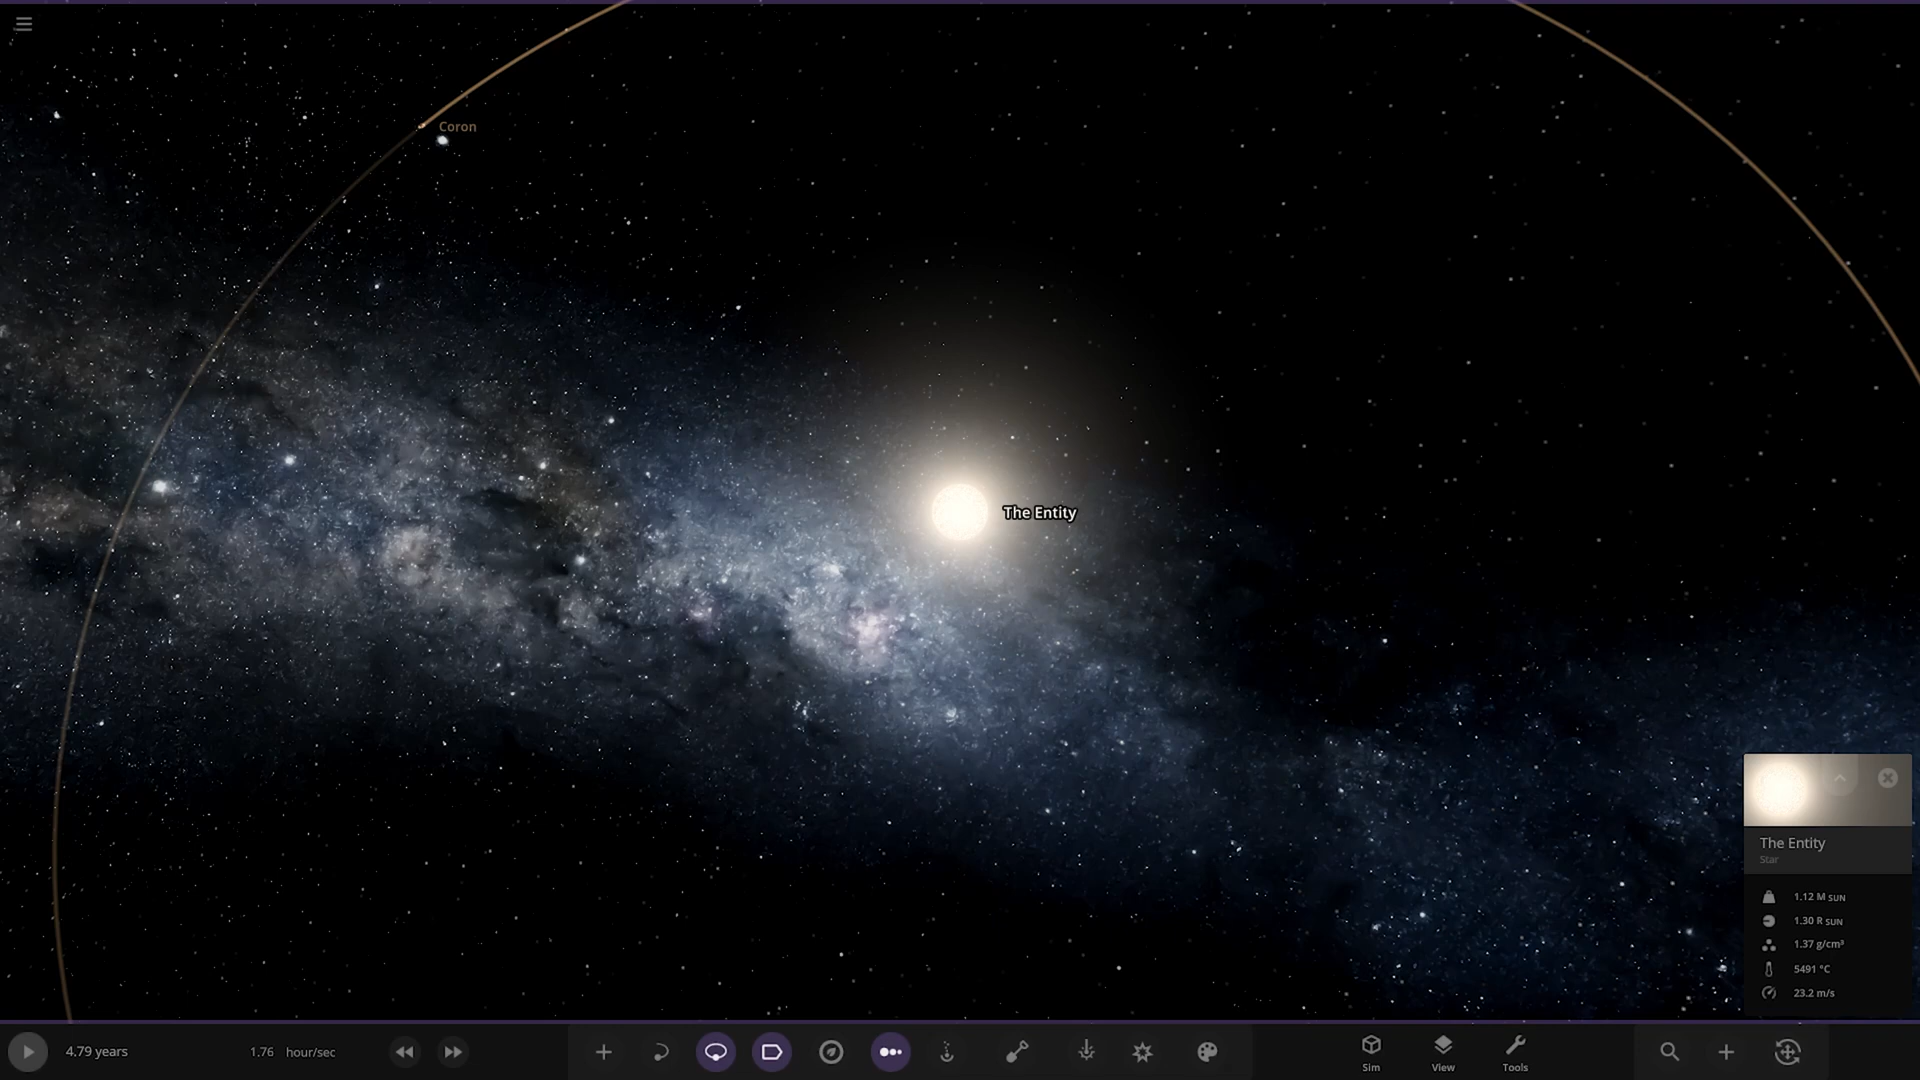 Coron
The Entity
The Entity
Star
1.12 M SUN
1.30 R SUN
1.37 g/cm³
5491 °C
23.2 m/s
4.79 years
1.76 hour/sec
Sim
View
Tools